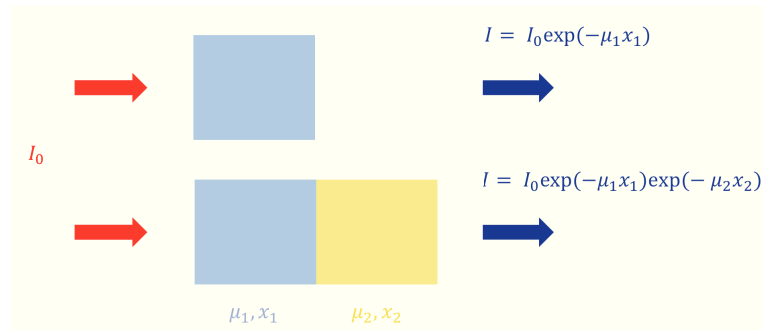 I = I₀exp(−μ₁x₁)
I₀
I = I₀exp(−μ₁x₁)exp(− μ₂x₂)
μ₁, x₁ μ₂, x₂